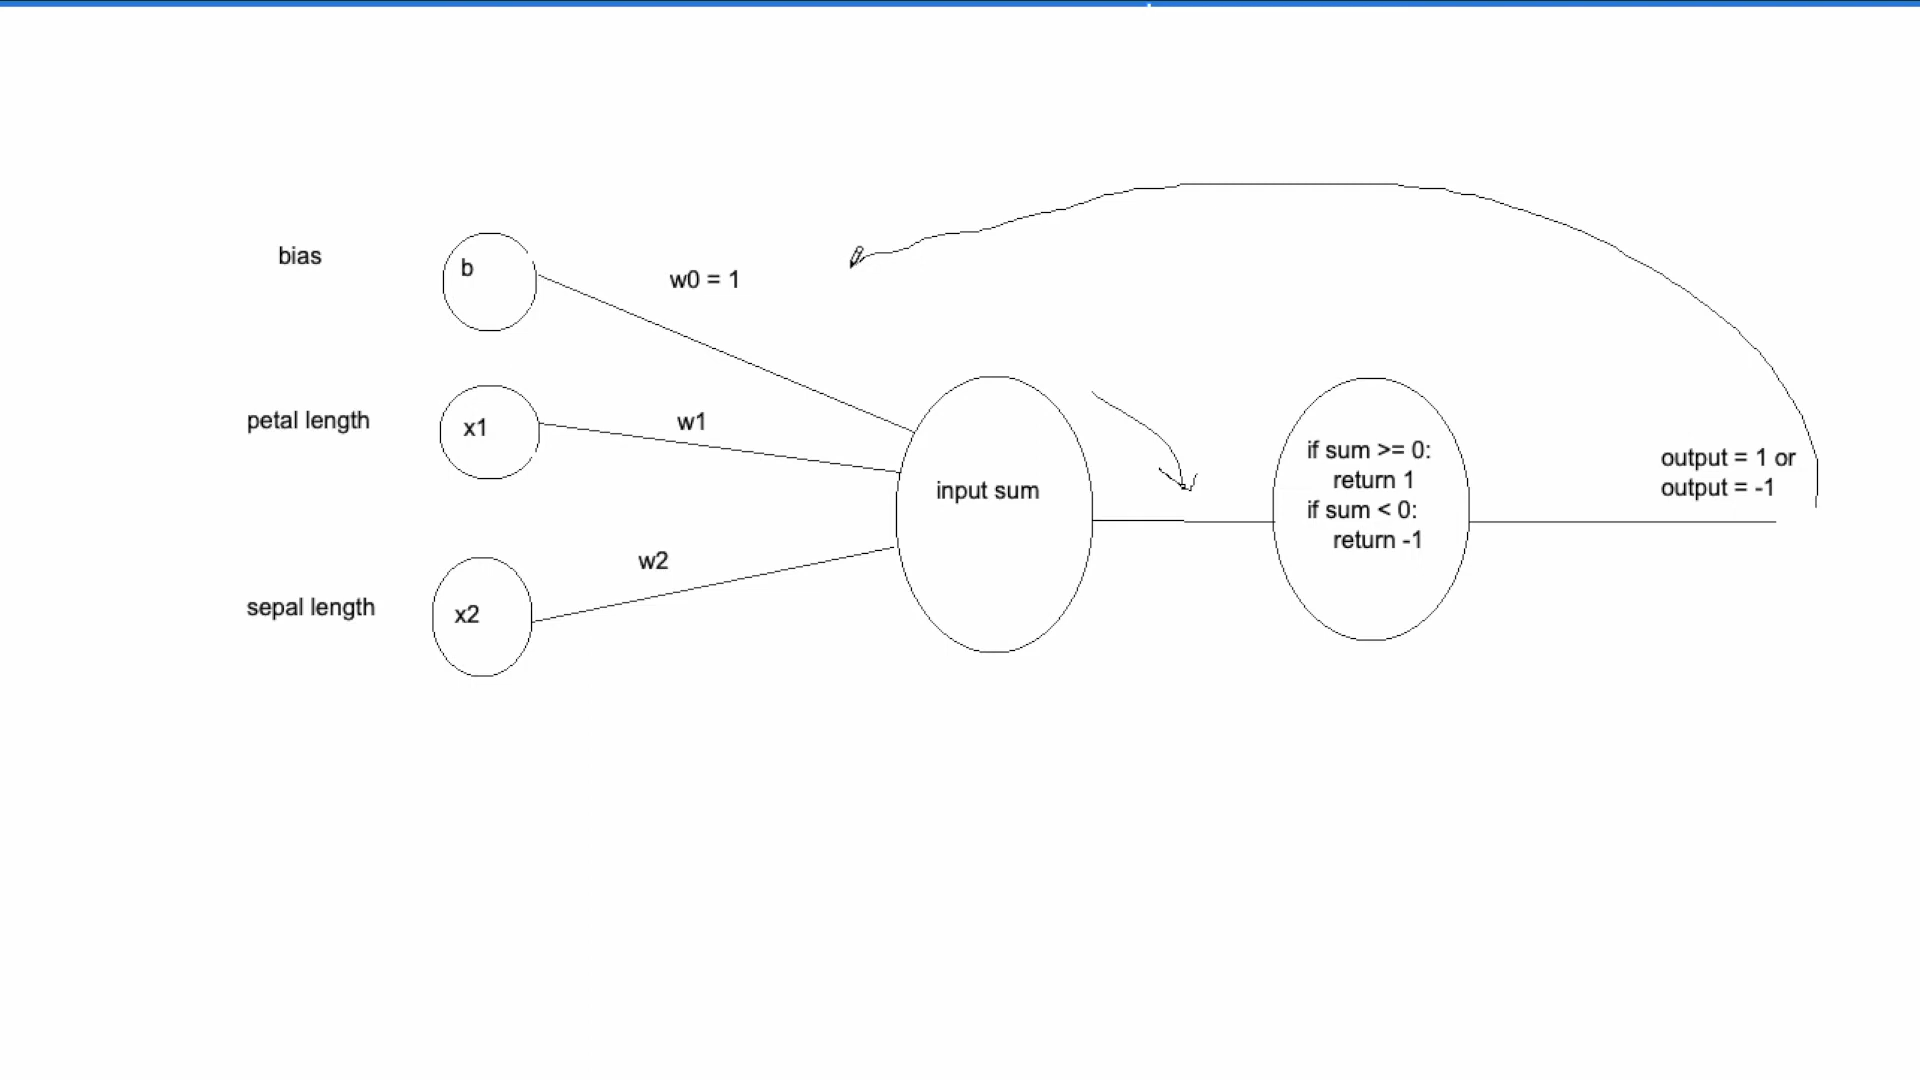 bias
b
w0 = 1
petal length
x1
w1
sepal length
x2
w2
input sum
if sum >= 0:
return 1
if sum < 0:
return -1
output = 1 or
output = -1